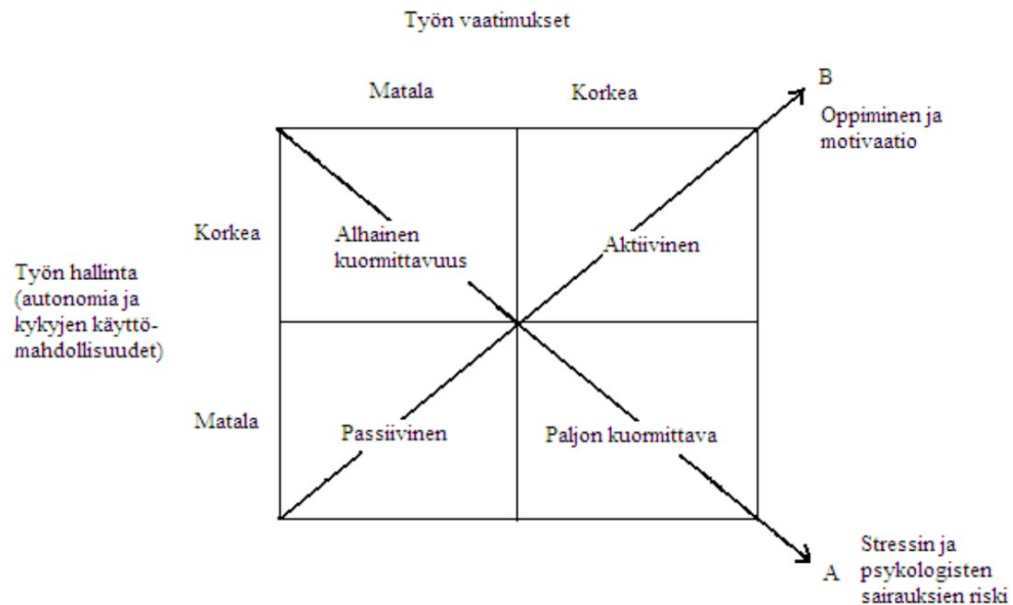 Työn vaatimukset
Matala
Korkea
B
Oppiminen ja
motivaatio
Korkea
Alhainen
kuormittavuus
Aktiivinen
Työn hallinta
(autonomia ja
kykyjen käyttö-
mahdollisuudet)
Matala
Passiivinen
Paljon kuormittava
A
Stressin ja
psykologisten
sairauksien riski